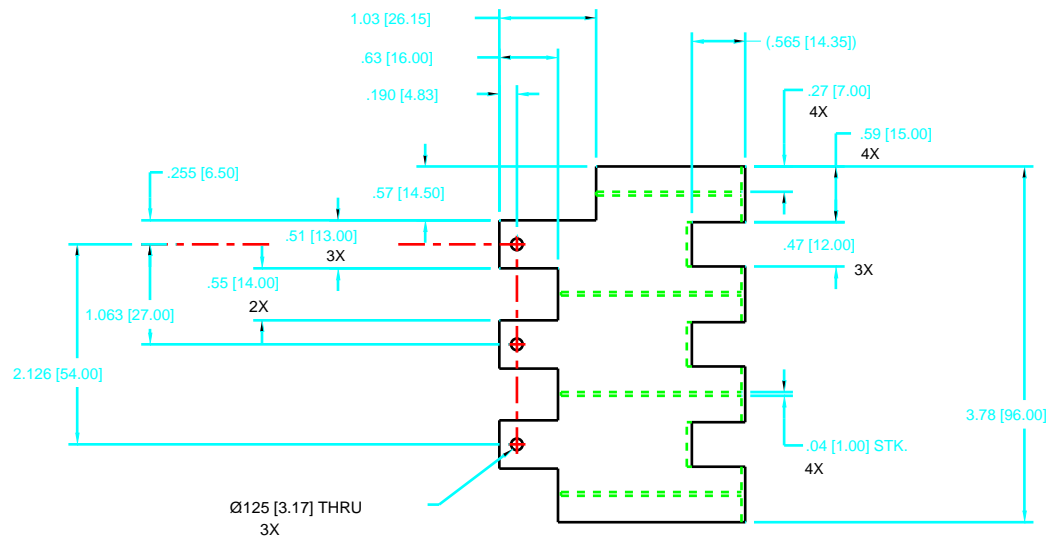 1.03 [26.15]
(.565 [14.35])
.63 [16.00]
.190 [4.83]
.27 [7.00]
4X
.59 [15.00]
4X
.255 [6.50]
.57 [14.50]
.51 [13.00]
3X
.47 [12.00]
3X
.55 [14.00]
2X
1.063 [27.00]
2.126 [54.00]
3.78 [96.00]
.04 [1.00] STK.
4X
Ø125 [3.17] THRU
3X